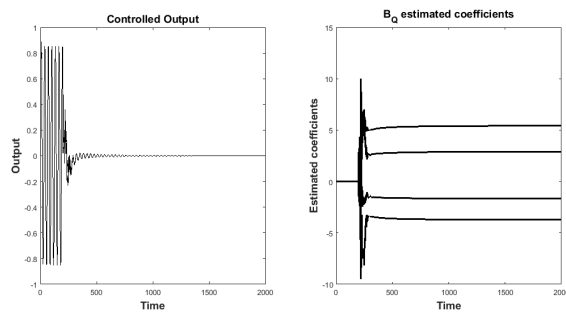 Controlled Output
1
0.8
0.6
0.4
0.2
0
-0.2
-0.4
-0.6
-0.8
-1
Output
0 500 1000 1500 2000
Time
B_Q estimated coefficients
15
10
5
0
-5
-10
Estimated coefficients
0 500 1000 1500 2000
Time